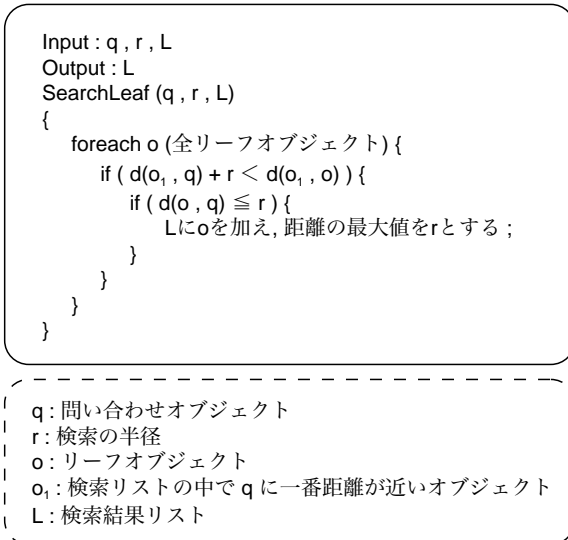 Input : q , r , L
Output : L
SearchLeaf (q , r , L)
{
foreach o (全リーフオブジェクト) {
if ( d(o₁ , q) + r < d(o₁ , o) ) {
if ( d(o , q) ≦ r ) {
Lにoを加え, 距離の最大値をrとする ;
}
}
}
}
q : 問い合わせオブジェクト
r : 検索の半径
o : リーフオブジェクト
o₁ : 検索リストの中で q に一番距離が近いオブジェクト
L : 検索結果リスト